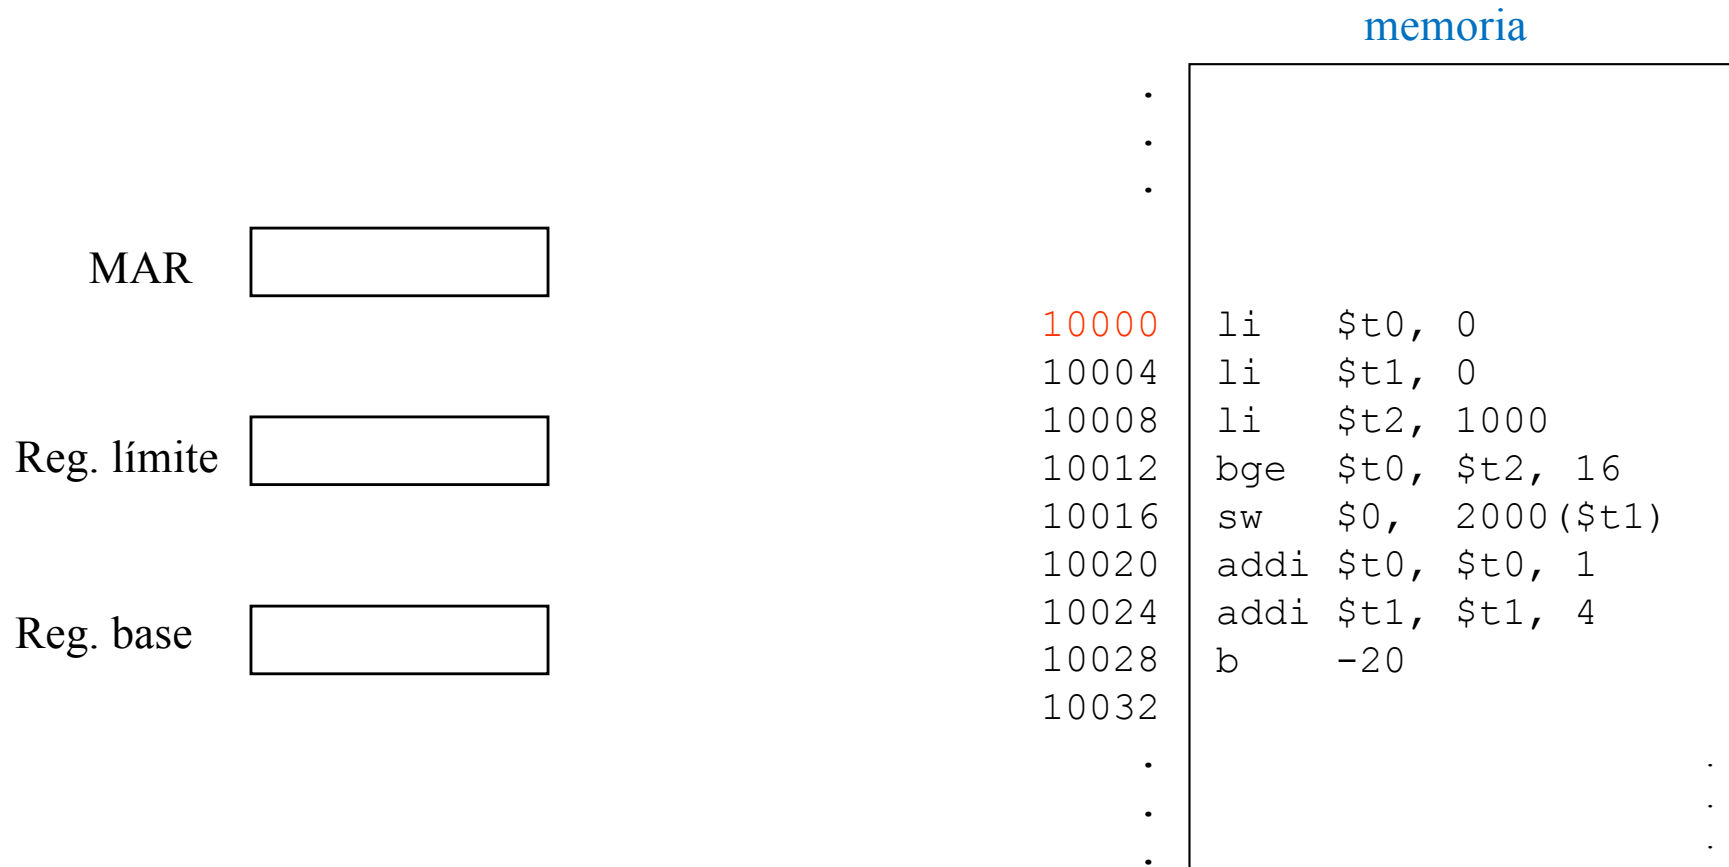 memoria
.
.
.
MAR
Reg. límite
Reg. base
10000 li $t0, 0
10004 li $t1, 0
10008 li $t2, 1000
10012 bge $t0, $t2, 16
10016 sw $0, 2000($t1)
10020 addi $t0, $t0, 1
10024 addi $t1, $t1, 4
10028 b -20
10032
. .
. .
. .